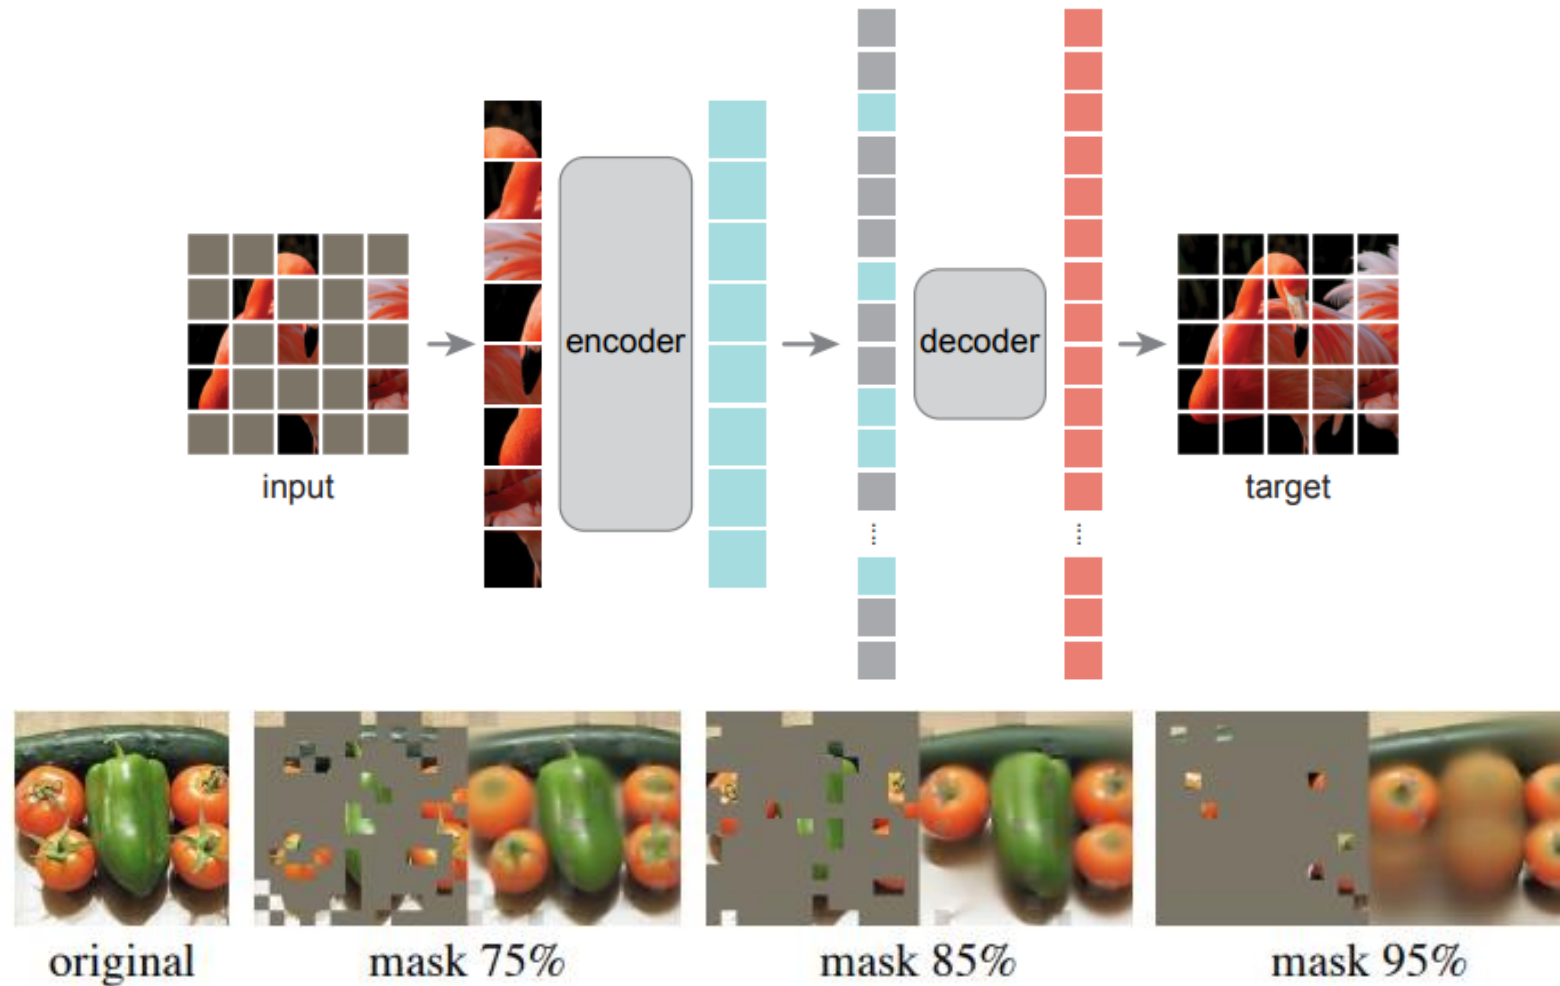 encoder
decoder
input
target
original
mask 75%
mask 85%
mask 95%